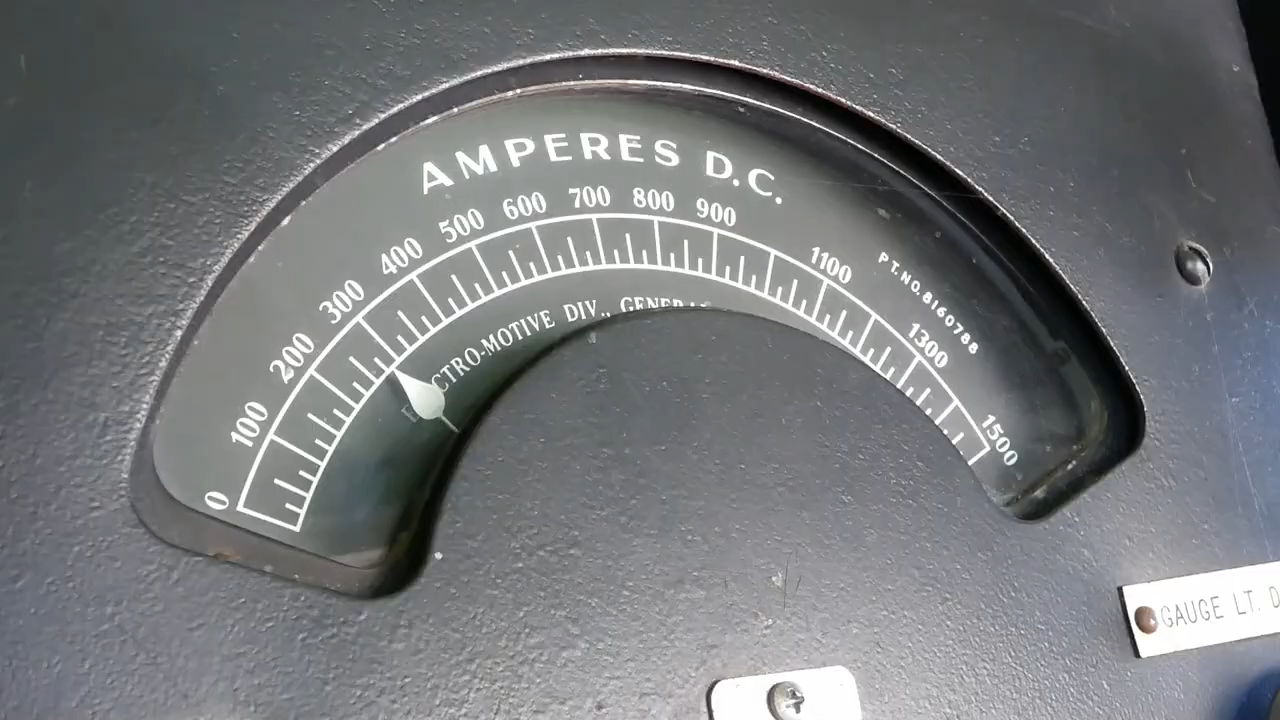 AMPERES D.C.
0 100 200 300 400 500 600 700 800 900 1100 1300 1500
PT. NO. 8160788
CTRO-MOTIVE DIV., GENER
GAUGE LT. D